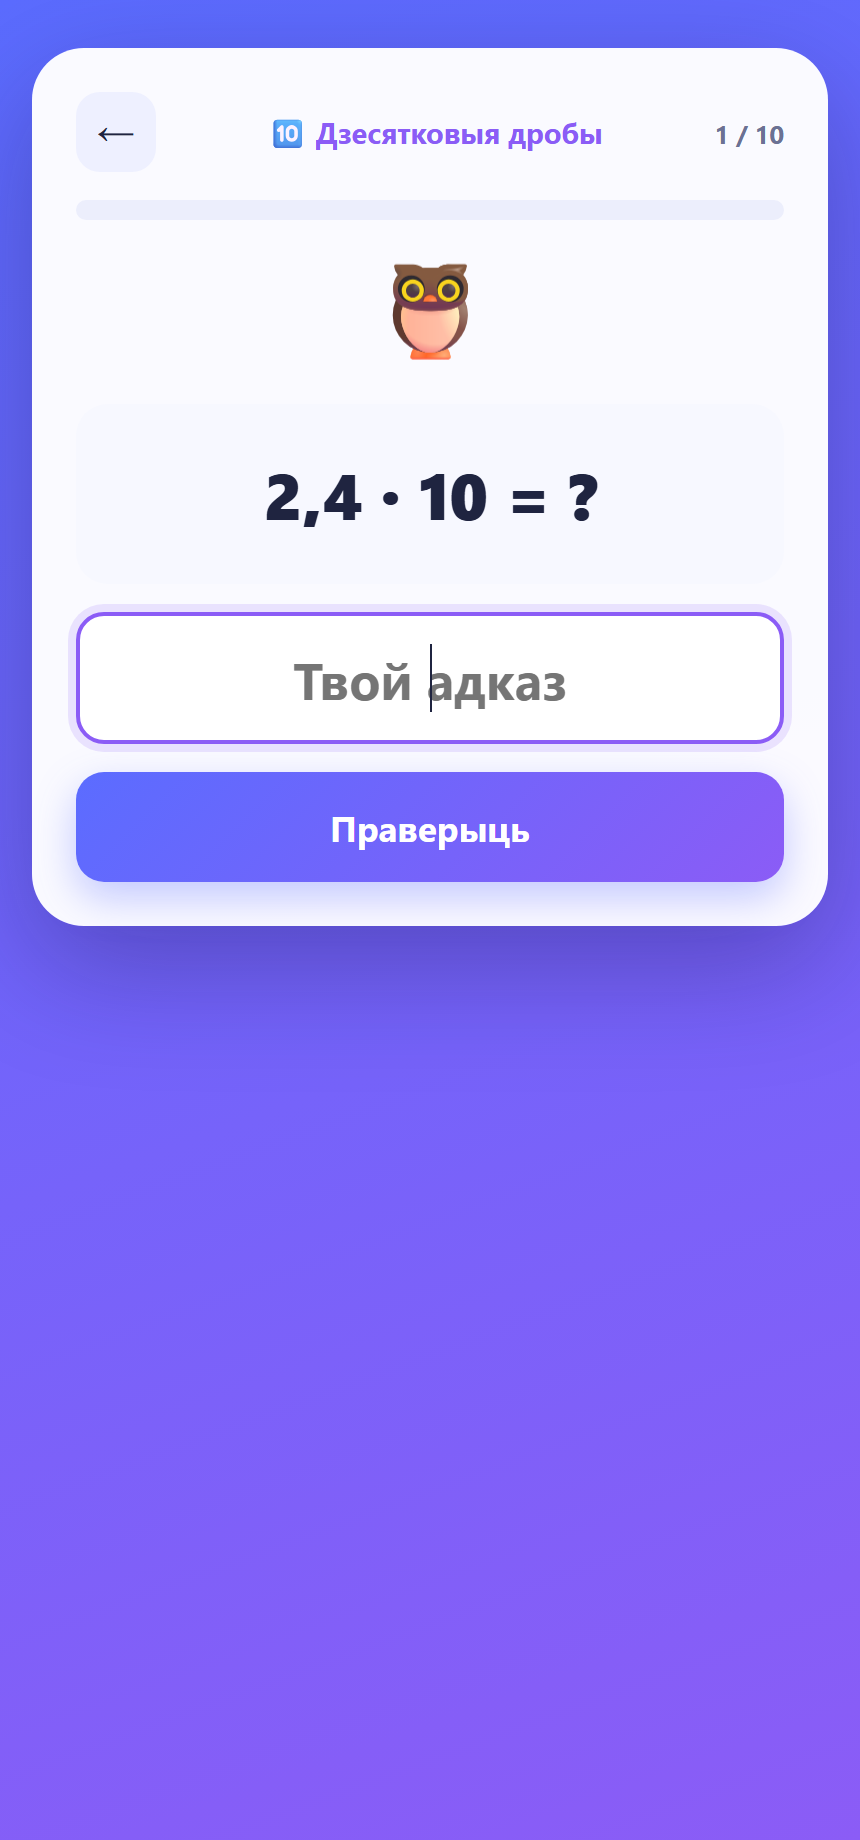 ←
🔟 Дзесятковыя дробы
1 / 10
2,4 · 10 = ?
Твой адказ
Праверыць